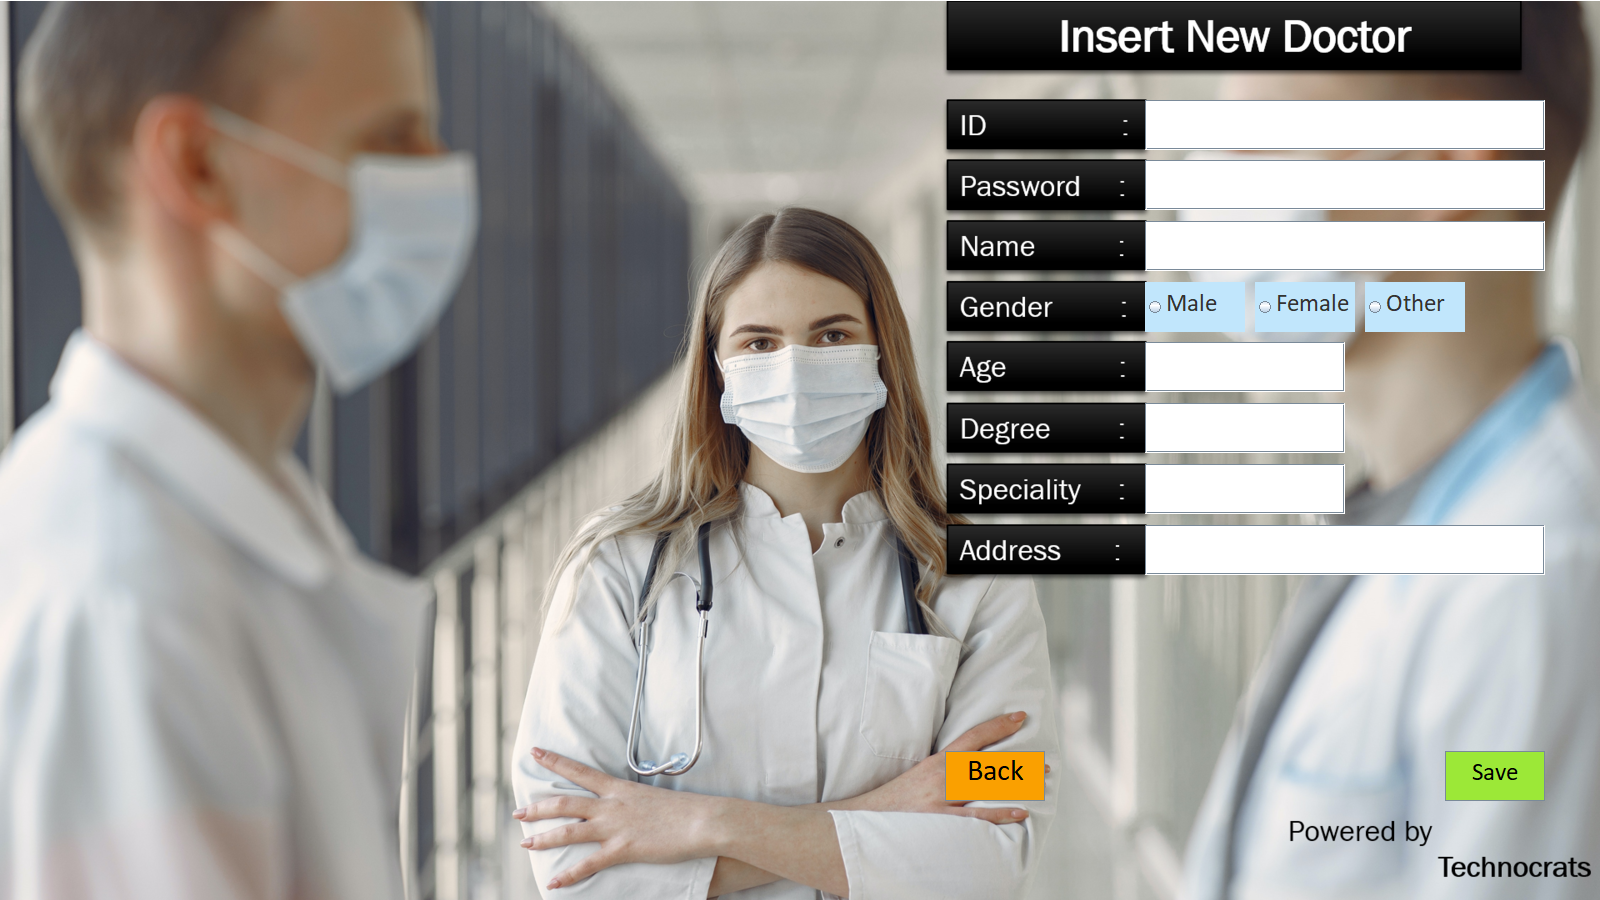 Insert New Doctor
ID :
Password :
Name :
Gender : Male Female Other
Age :
Degree :
Speciality :
Address :
Back Save
Powered by
Technocrats